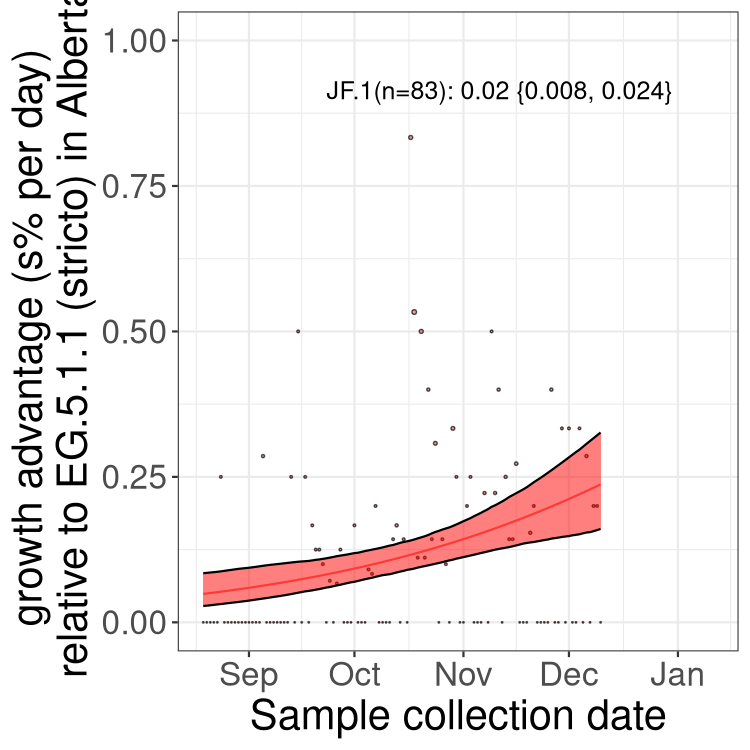 growth advantage (s% per day)
relative to EG.5.1.1 (stricto) in Alberta
1.00
0.75
0.50
0.25
0.00
JF.1(n=83): 0.02 {0.008, 0.024}
Sep Oct Nov Dec Jan
Sample collection date